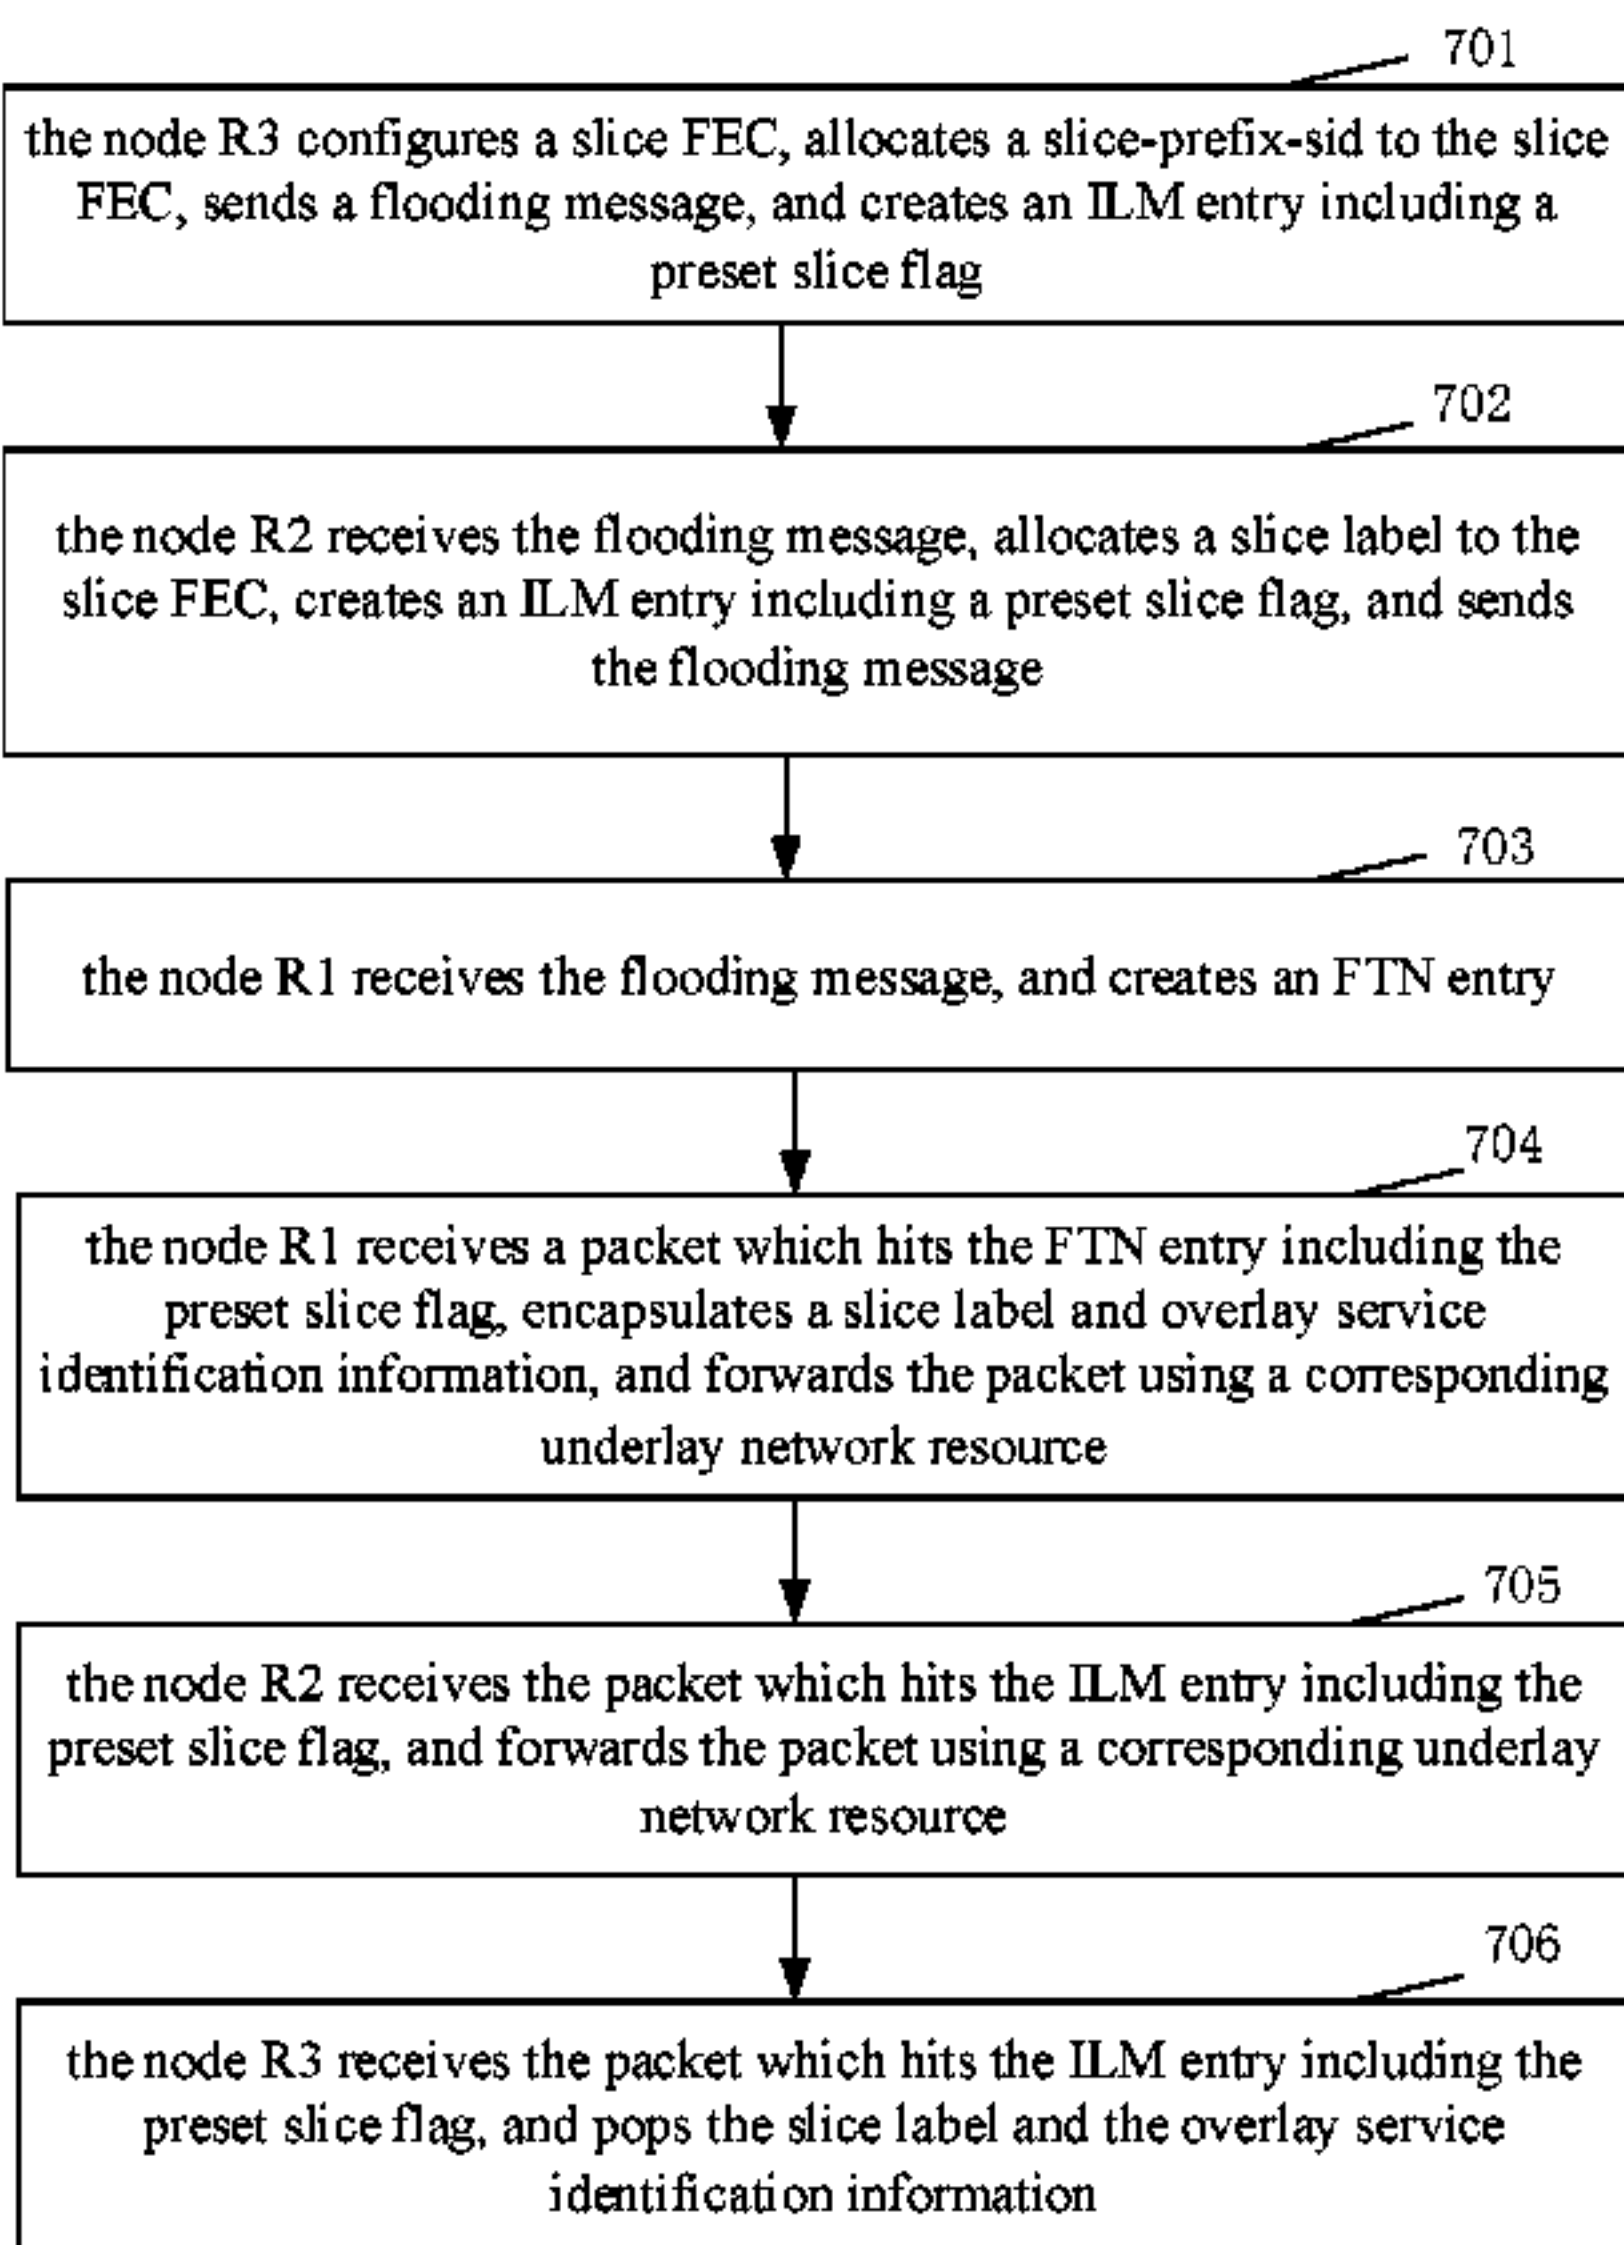 701
the node R3 configures a slice FEC, allocates a slice-prefix-sid to the slice
FEC, sends a flooding message, and creates an ILM entry including a
preset slice flag
702
the node R2 receives the flooding message, allocates a slice label to the
slice FEC, creates an ILM entry including a preset slice flag, and sends
the flooding message
703
the node R1 receives the flooding message, and creates an FTN entry
704
the node R1 receives a packet which hits the FTN entry including the
preset slice flag, encapsulates a slice label and overlay service
identification information, and forwards the packet using a corresponding
underlay network resource
705
the node R2 receives the packet which hits the ILM entry including the
preset slice flag, and forwards the packet using a corresponding underlay
network resource
706
the node R3 receives the packet which hits the ILM entry including the
preset slice flag, and pops the slice label and the overlay service
identification information